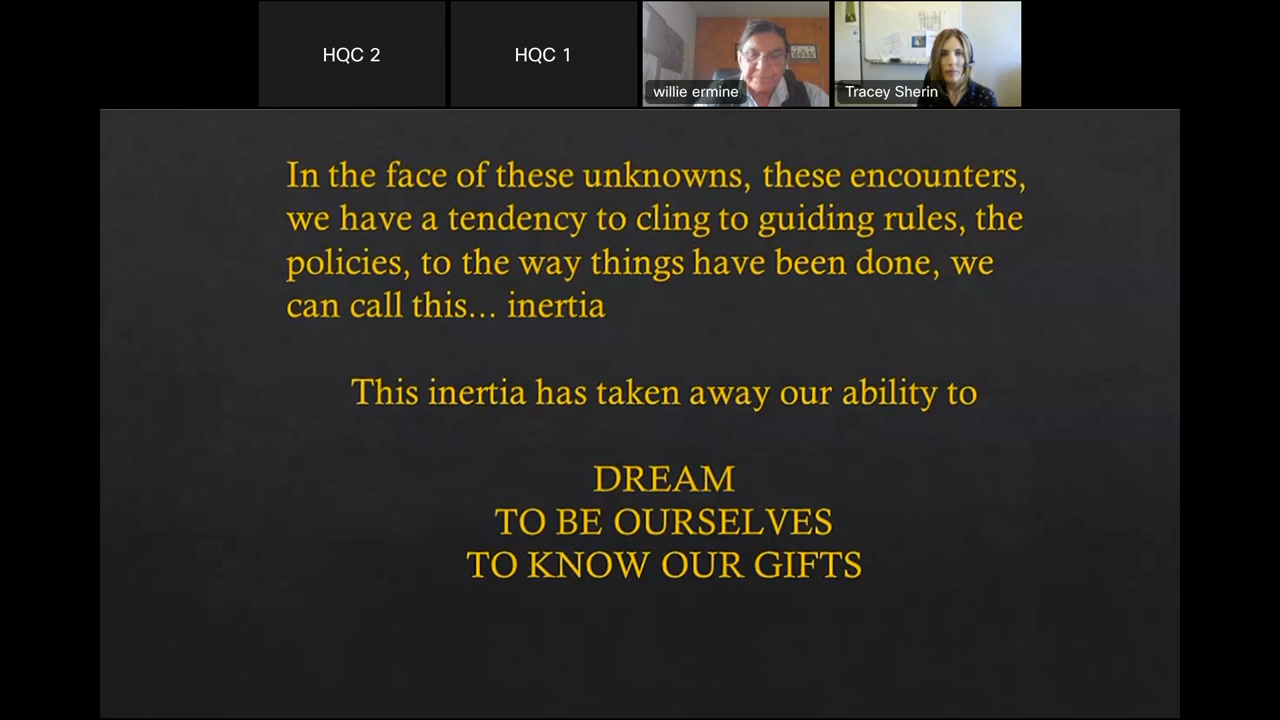 HQC 2
HQC 1
willie ermine
Tracey Sherin
In the face of these unknowns, these encounters,
we have a tendency to cling to guiding rules, the
policies, to the way things have been done, we
can call this... inertia
This inertia has taken away our ability to
DREAM
TO BE OURSELVES
TO KNOW OUR GIFTS